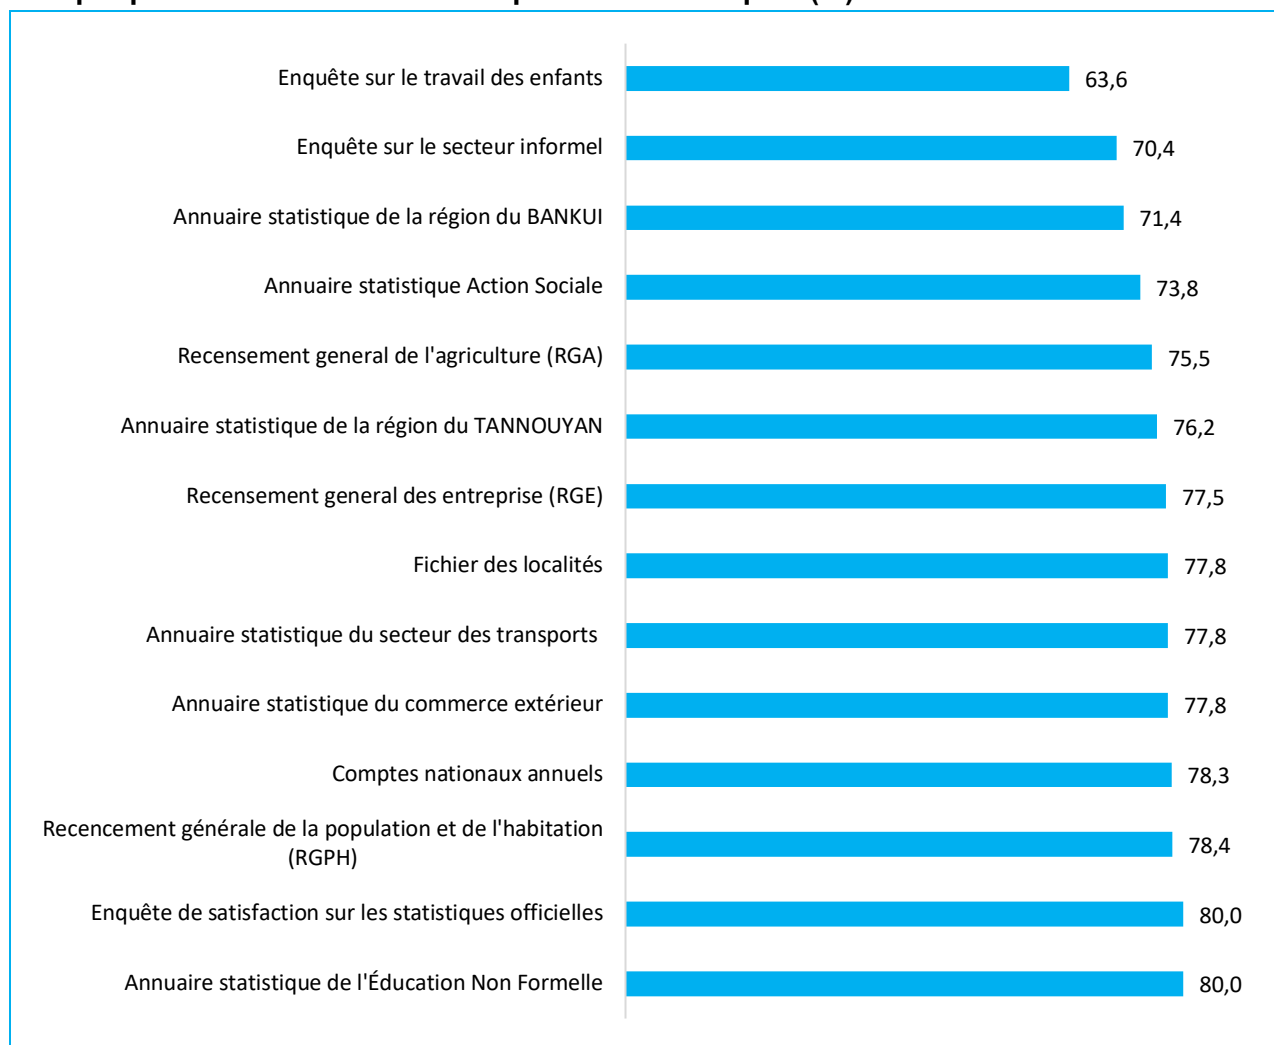 Enquête sur le travail des enfants 63,6
Enquête sur le secteur informel 70,4
Annuaire statistique de la région du BANKUI 71,4
Annuaire statistique Action Sociale 73,8
Recensement general de l'agriculture (RGA) 75,5
Annuaire statistique de la région du TANNOUYAN 76,2
Recensement general des entreprise (RGE) 77,5
Fichier des localités 77,8
Annuaire statistique du secteur des transports 77,8
Annuaire statistique du commerce extérieur 77,8
Comptes nationaux annuels 78,3
Recencement générale de la population et de l'habitation
(RGPH) 78,4
Enquête de satisfaction sur les statistiques officielles 80,0
Annuaire statistique de l'Éducation Non Formelle 80,0